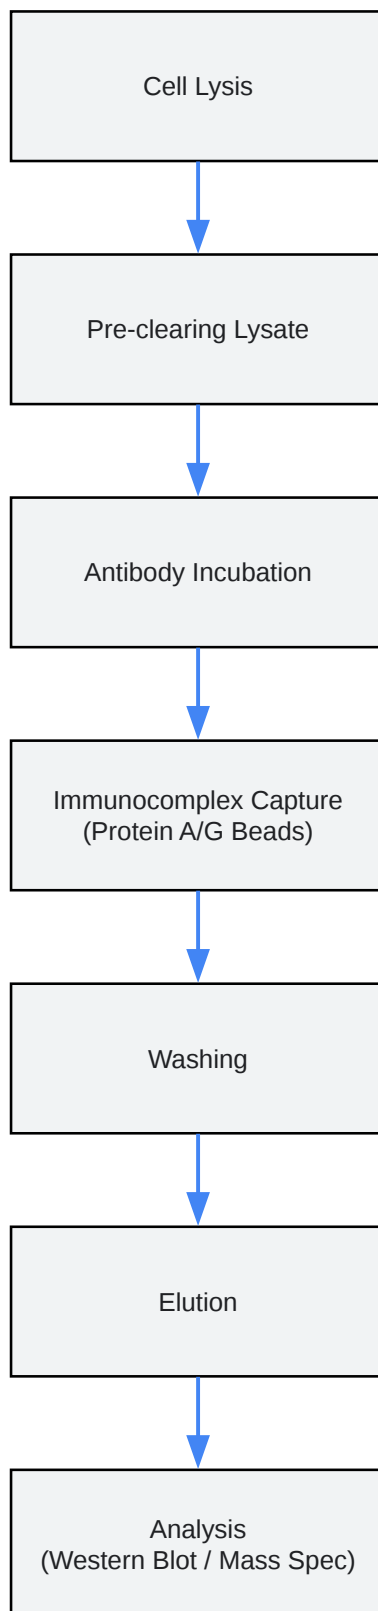 Cell Lysis
Pre-clearing Lysate
Antibody Incubation
Immunocomplex Capture
(Protein A/G Beads)
Washing
Elution
Analysis
(Western Blot / Mass Spec)